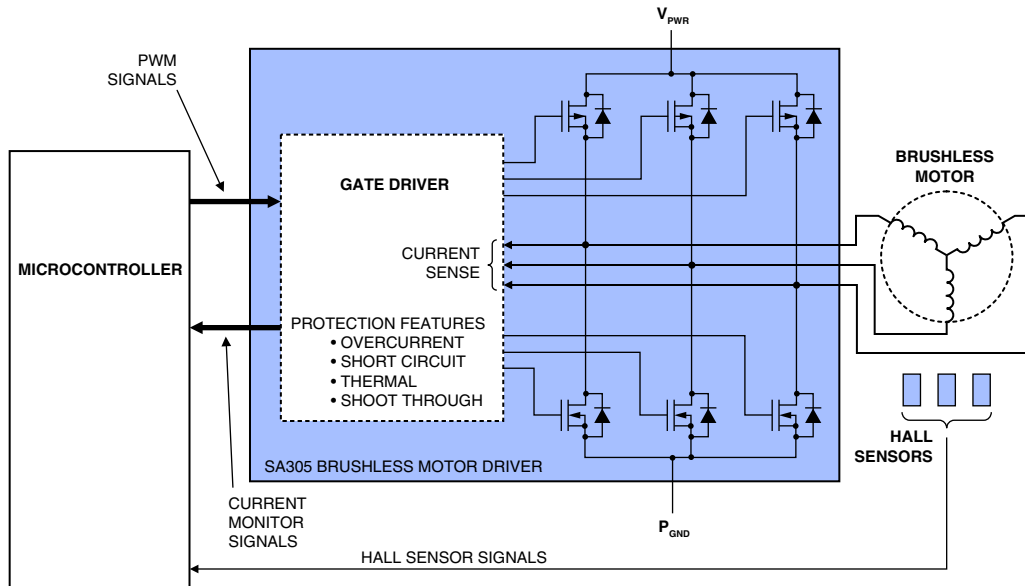 V_PWR
PWM
SIGNALS
BRUSHLESS
MOTOR
GATE DRIVER
CURRENT
SENSE
MICROCONTROLLER
PROTECTION FEATURES
• OVERCURRENT
• SHORT CIRCUIT
• THERMAL
• SHOOT THROUGH
HALL
SENSORS
SA305 BRUSHLESS MOTOR DRIVER
CURRENT
MONITOR
SIGNALS
P_GND
HALL SENSOR SIGNALS